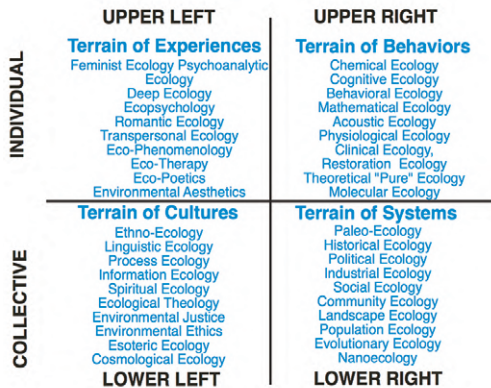 UPPER LEFT
UPPER RIGHT
INDIVIDUAL
Terrain of Experiences
Feminist Ecology Psychoanalytic
Ecology
Deep Ecology
Ecopsychology
Romantic Ecology
Transpersonal Ecology
Eco-Phenomenology
Eco-Therapy
Eco-Poetics
Environmental Aesthetics
Terrain of Behaviors
Chemical Ecology
Cognitive Ecology
Behavioral Ecology
Mathematical Ecology
Acoustic Ecology
Physiological Ecology
Clinical Ecology,
Restoration Ecology
Theoretical "Pure" Ecology
Molecular Ecology
COLLECTIVE
Terrain of Cultures
Ethno-Ecology
Linguistic Ecology
Process Ecology
Information Ecology
Spiritual Ecology
Ecological Theology
Environmental Justice
Environmental Ethics
Esoteric Ecology
Cosmological Ecology
Terrain of Systems
Paleo-Ecology
Historical Ecology
Political Ecology
Industrial Ecology
Social Ecology
Community Ecology
Landscape Ecology
Population Ecology
Evolutionary Ecology
Nanoecology
LOWER LEFT
LOWER RIGHT